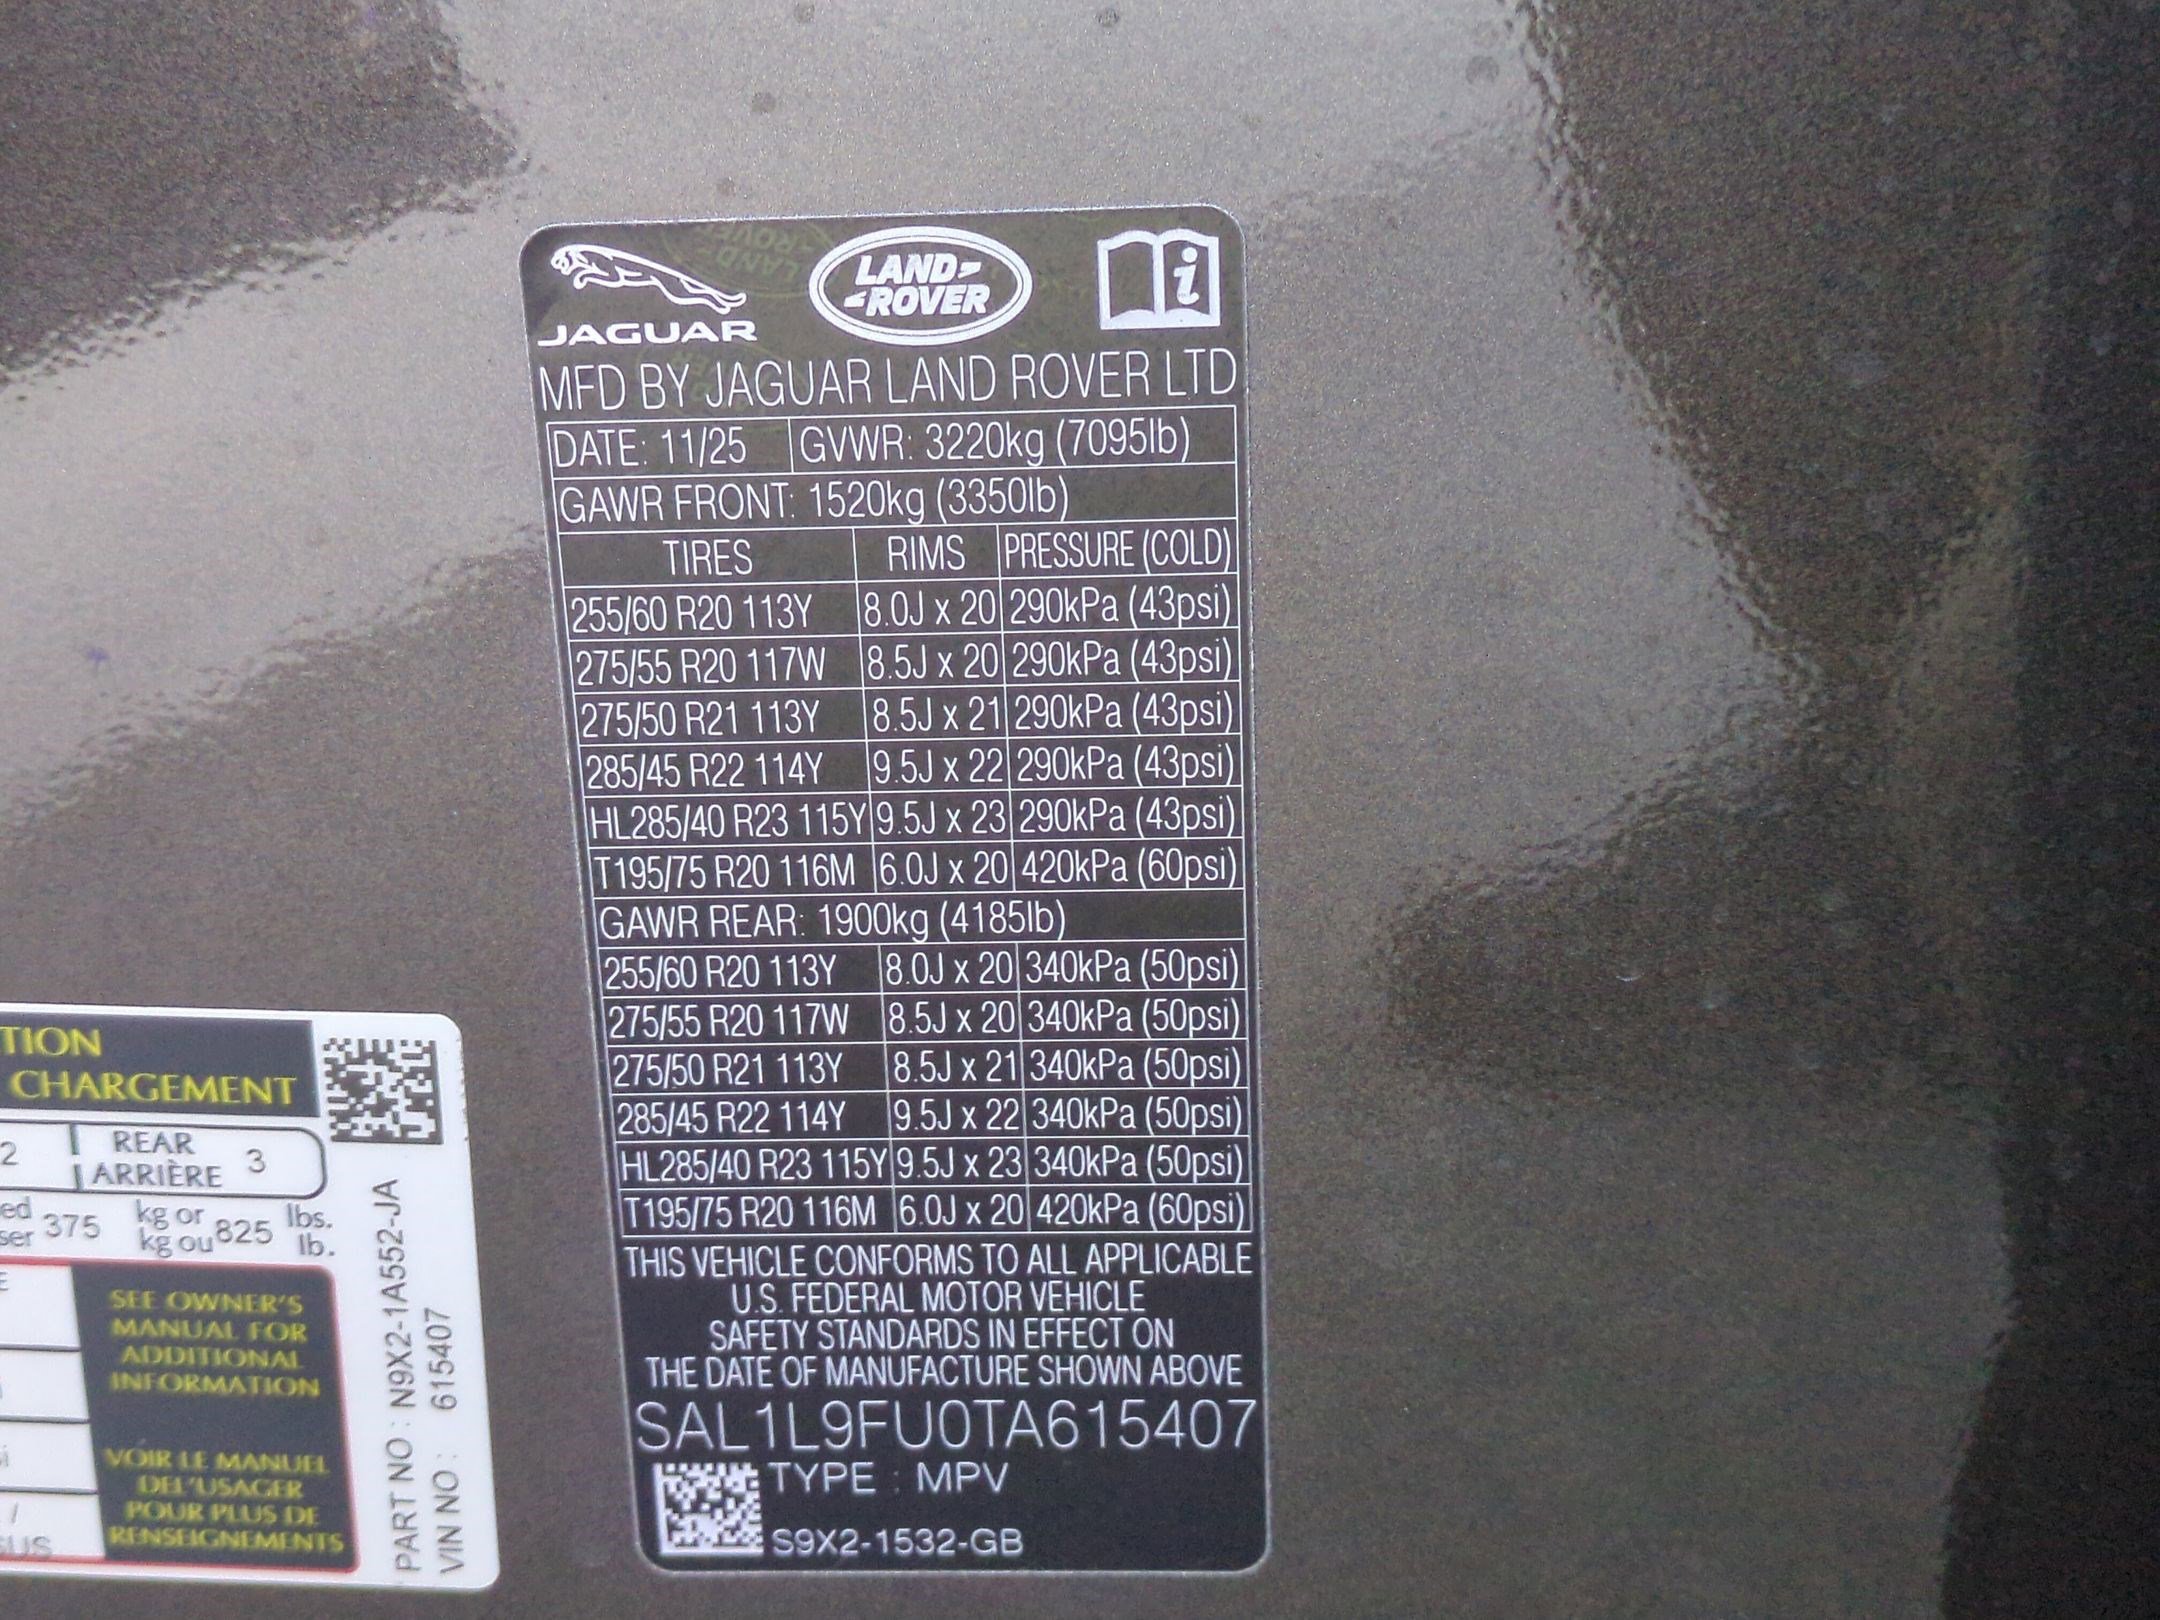 JAGUAR
LAND ROVER
MFD BY JAGUAR LAND ROVER LTD
DATE: 11/25 GVWR: 3220kg (7095lb)
GAWR FRONT: 1520kg (3350lb)
TIRES RIMS PRESSURE (COLD)
255/60 R20 113Y 8.0J x 20 290kPa (43psi)
275/55 R20 117W 8.5J x 20 290kPa (43psi)
275/50 R21 113Y 8.5J x 21 290kPa (43psi)
285/45 R22 114Y 9.5J x 22 290kPa (43psi)
HL285/40 R23 115Y 9.5J x 23 290kPa (43psi)
T195/75 R20 116M 6.0J x 20 420kPa (60psi)
GAWR REAR: 1900kg (4185lb)
255/60 R20 113Y 8.0J x 20 340kPa (50psi)
275/55 R20 117W 8.5J x 20 340kPa (50psi)
275/50 R21 113Y 8.5J x 21 340kPa (50psi)
285/45 R22 114Y 9.5J x 22 340kPa (50psi)
HL285/40 R23 115Y 9.5J x 23 340kPa (50psi)
T195/75 R20 116M 6.0J x 20 420kPa (60psi)
THIS VEHICLE CONFORMS TO ALL APPLICABLE
U.S. FEDERAL MOTOR VEHICLE
SAFETY STANDARDS IN EFFECT ON
THE DATE OF MANUFACTURE SHOWN ABOVE
SAL1L9FU0TA615407
TYPE : MPV
S9X2-1532-GB
TION
CHARGEMENT
2 REAR 3
ARRIÈRE
375 kg or 825 lbs.
kg ou lb.
SEE OWNER'S
MANUAL FOR
ADDITIONAL
INFORMATION
VOIR LE MANUEL
DE L'USAGER
POUR PLUS DE
RENSEIGNEMENTS
PART NO : N9X2-1A552-JA
VIN NO : 615407